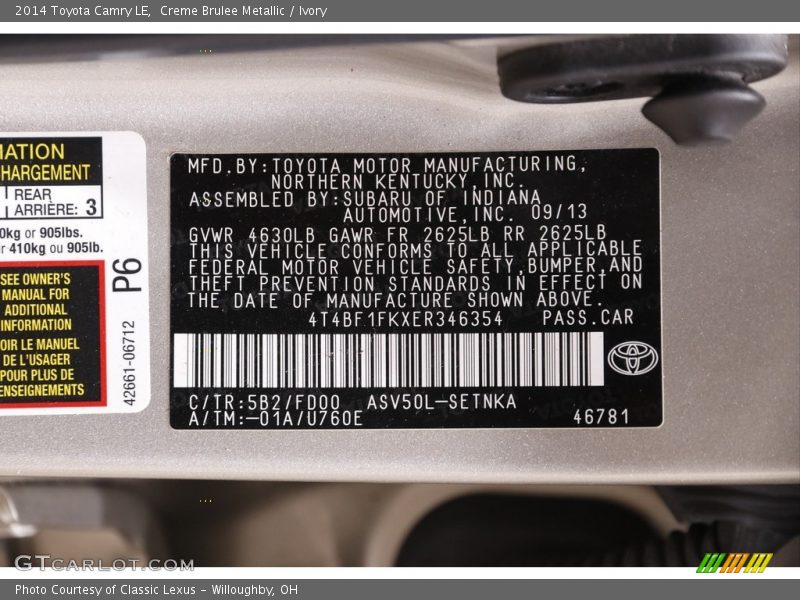 2014 Toyota Camry LE,  Creme Brulee Metallic / Ivory
MATION
CHARGEMENT
REAR
ARRIÈRE: 3
0kg or 905lbs.
r 410kg ou 905lb.
SEE OWNER'S
MANUAL FOR
ADDITIONAL
INFORMATION
OIR LE MANUEL
DE L'USAGER
POUR PLUS DE
ENSEIGNEMENTS
P6
42661-06712
MFD.BY:TOYOTA MOTOR MANUFACTURING,
NORTHERN KENTUCKY,INC.
ASSEMBLED BY:SUBARU OF INDIANA
AUTOMOTIVE,INC. 09/13
GVWR 4630LB GAWR FR 2625LB RR 2625LB
THIS VEHICLE CONFORMS TO ALL APPLICABLE
FEDERAL MOTOR VEHICLE SAFETY,BUMPER,AND
THEFT PREVENTION STANDARDS IN EFFECT ON
THE DATE OF MANUFACTURE SHOWN ABOVE.
4T4BF1FKXER346354 PASS.CAR
C/TR:5B2/FD00 ASV50L-SETNKA
A/TM:-01A/U760E 46781
GTCARLOT.COM
Photo Courtesy of Classic Lexus - Willoughby, OH